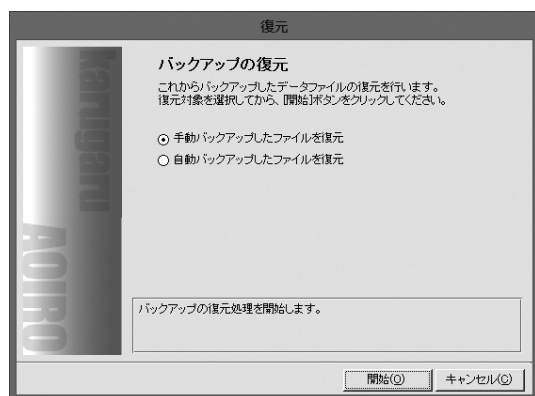 復元
バックアップの復元
これからバックアップしたデータファイルの復元を行います。
復元対象を選択してから、[開始]ボタンをクリックしてください。
手動バックアップしたファイルを復元
自動バックアップしたファイルを復元
Karugaru
AOIRO
バックアップの復元処理を開始します。
開始(O)
キャンセル(C)